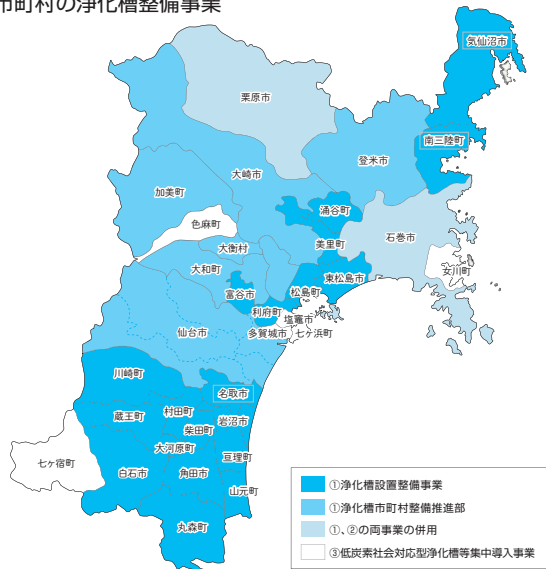 市町村の浄化槽整備事業
気仙沼市
栗原市
南三陸町
登米市
大崎市
加美町
涌谷町
色麻町
石巻市
美里町
大衡村
女川町
大和町
東松島市
松島町
富谷市
利府町
塩竈市
仙台市
多賀城市
七ヶ浜町
川崎町
名取市
村田町
蔵王町
岩沼市
柴田町
大河原町
亘理町
七ヶ宿町
白石市
角田市
山元町
丸森町
①浄化槽設置整備事業
①浄化槽市町村整備推進部
①、②の両事業の併用
③低炭素社会対応型浄化槽等集中導入事業